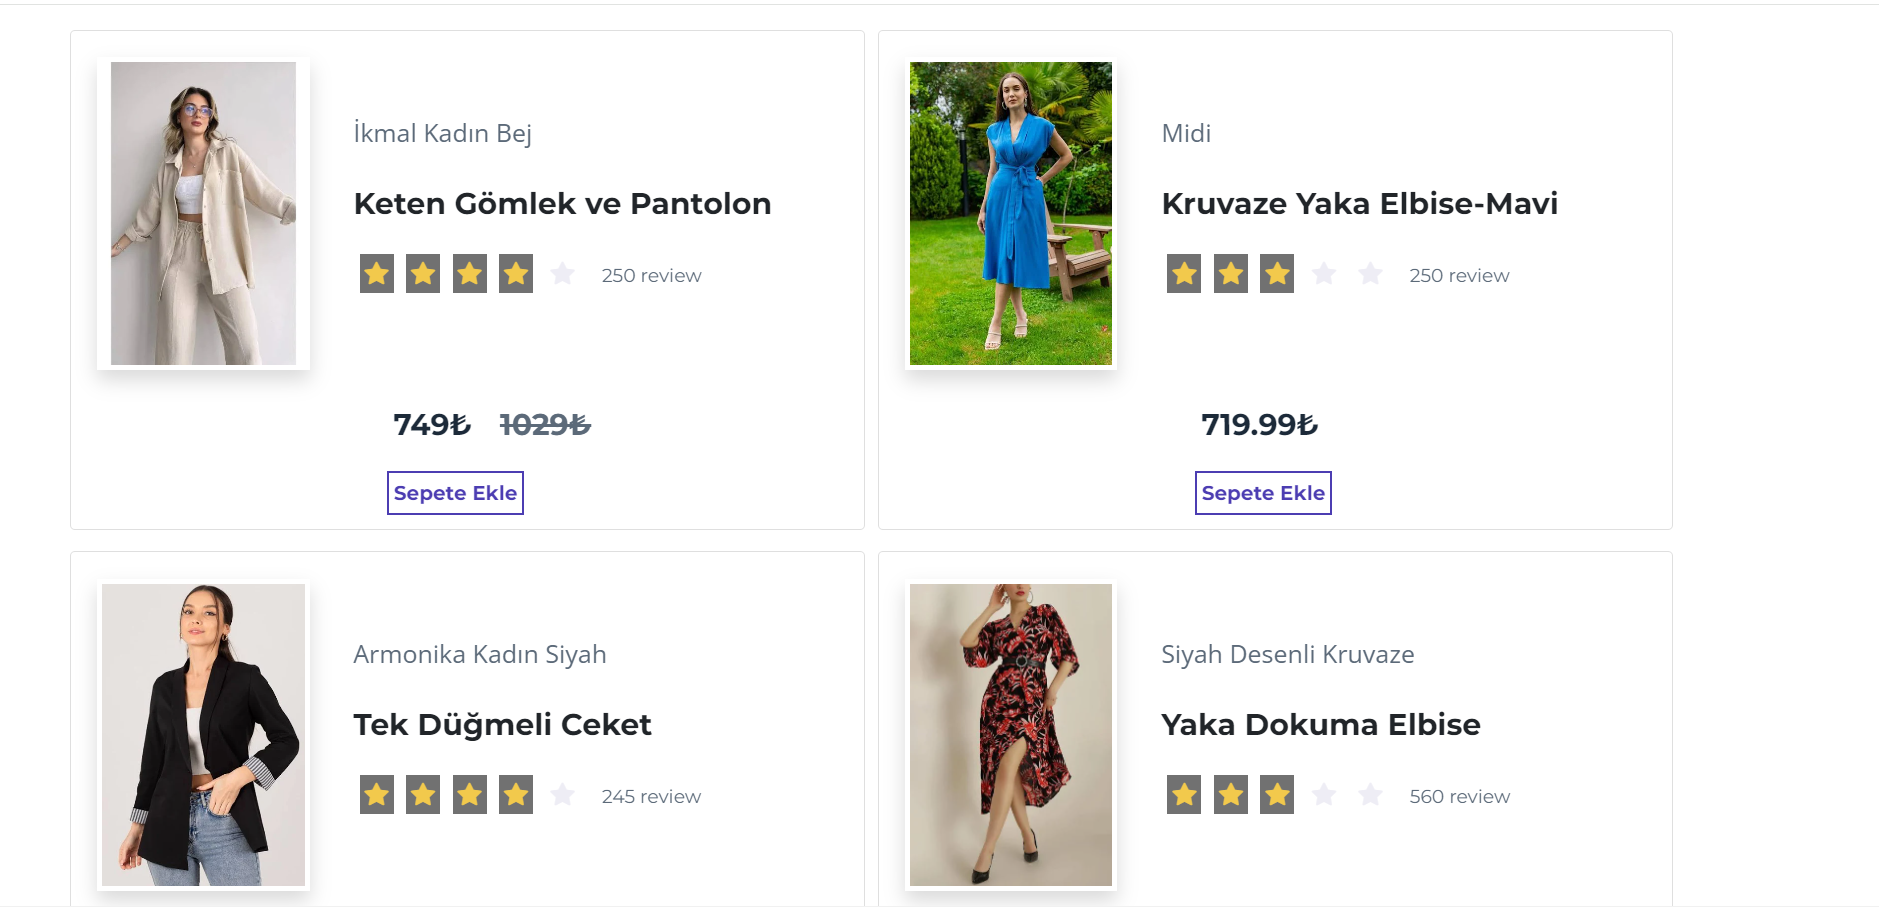 İkmal Kadın Bej
Keten Gömlek ve Pantolon
250 review
749₺ 1029₺
Sepete Ekle
Midi
Kruvaze Yaka Elbise-Mavi
250 review
719.99₺
Sepete Ekle
Armonika Kadın Siyah
Tek Düğmeli Ceket
245 review
Siyah Desenli Kruvaze
Yaka Dokuma Elbise
560 review